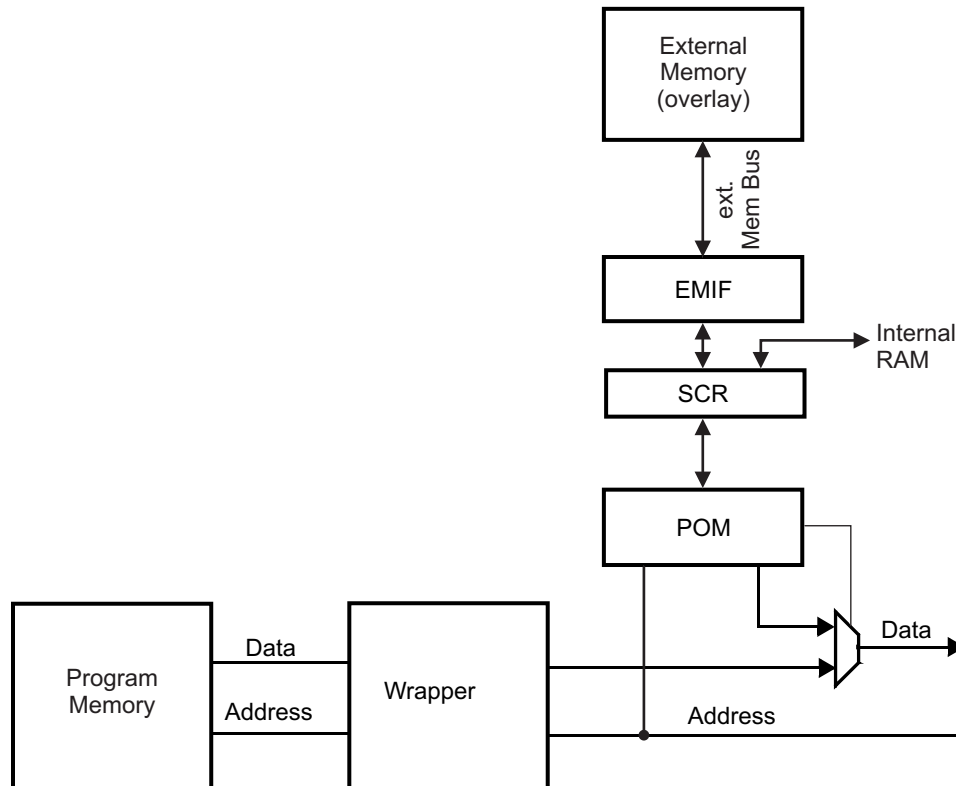 External
Memory
(overlay)
ext.
Mem Bus
EMIF
Internal
RAM
SCR
POM
Data
Data
Program
Memory
Wrapper
Address
Address